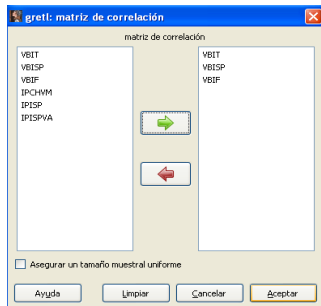 gretl: matriz de correlación
matriz de correlación
VBIT
VBISP
VBIF
IPCHVM
IPISP
IPISPVA
VBIT
VBISP
VBIF
Asegurar un tamaño muestral uniforme
Ayuda
Limpiar
Cancelar
Aceptar